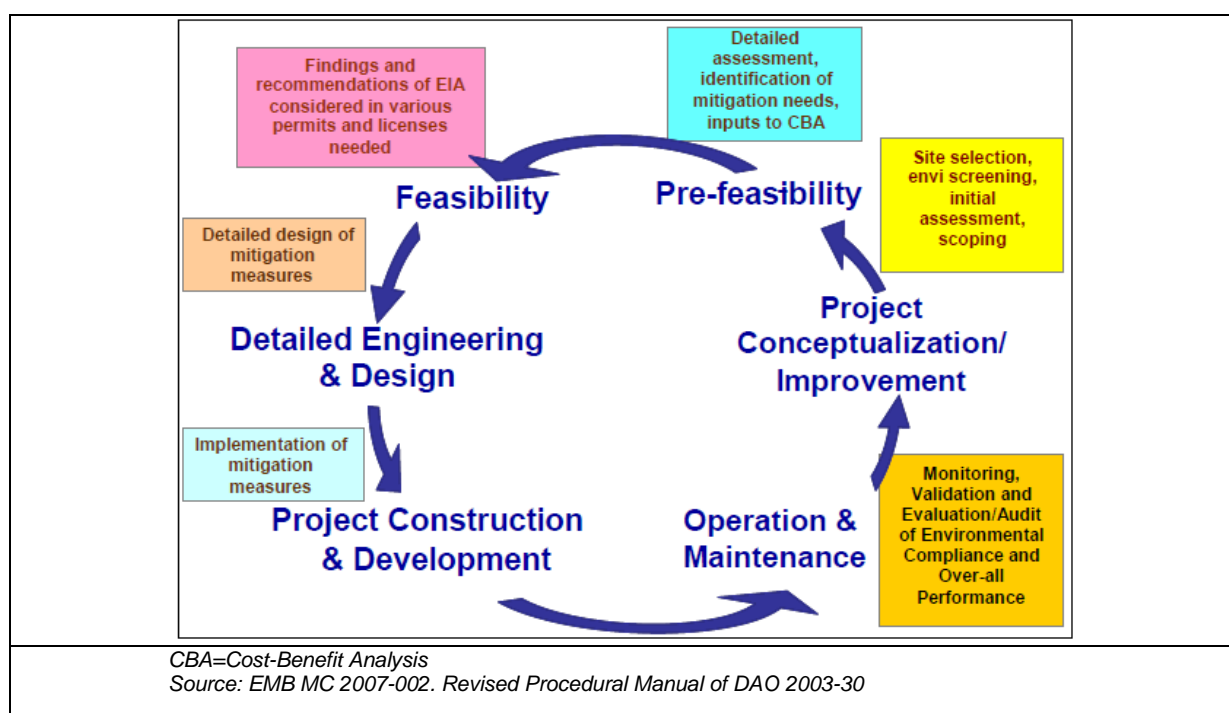 Findings and
recommendations of EIA
considered in various
permits and licenses
needed
Detailed
assessment,
identification of
mitigation needs,
inputs to CBA
Site selection,
envi screening,
initial
assessment,
scoping
Feasibility
Pre-feasibility
Detailed design of
mitigation
measures
Detailed Engineering
& Design
Project
Conceptualization/
Improvement
Implementation of
mitigation
measures
Project Construction
& Development
Operation &
Maintenance
Monitoring,
Validation and
Evaluation/Audit
of Environmental
Compliance and
Over-all
Performance
CBA=Cost-Benefit Analysis
Source: EMB MC 2007-002. Revised Procedural Manual of DAO 2003-30